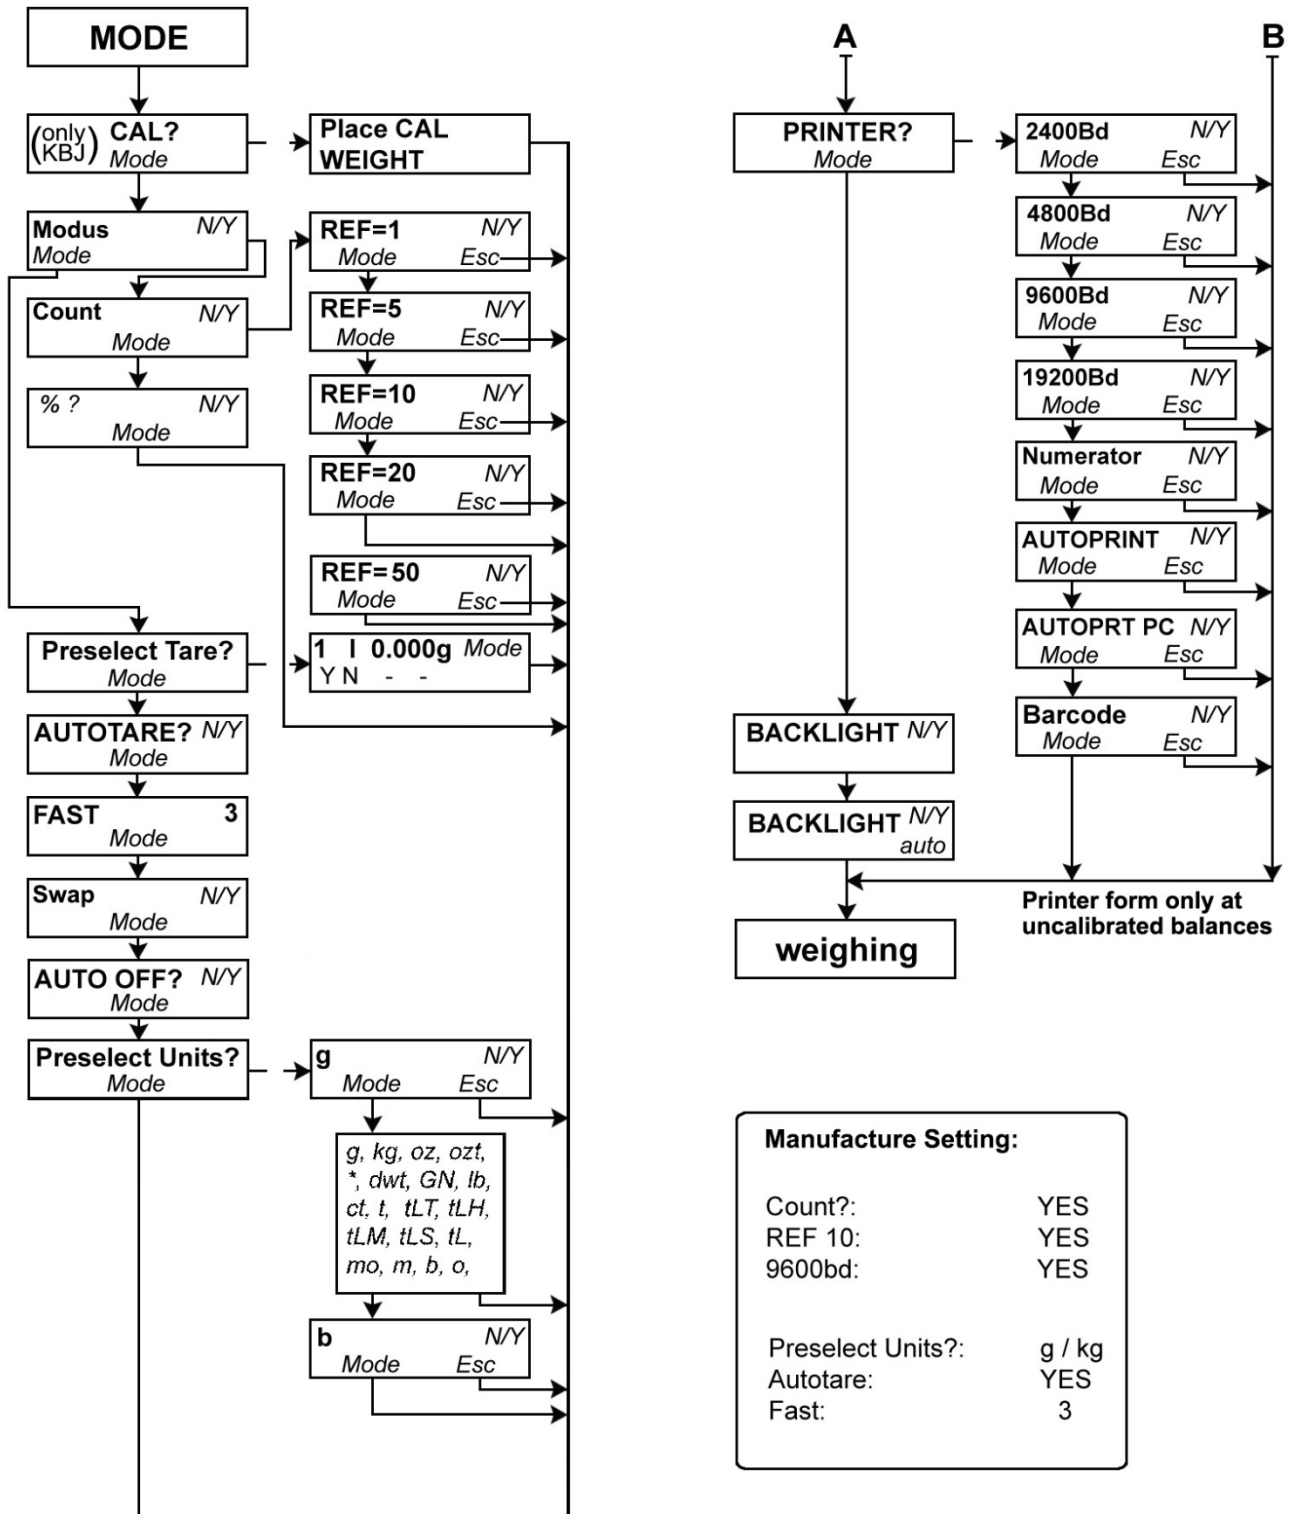 MODE
(only KBJ) CAL?
Mode
Place CAL
WEIGHT
Modus N/Y
Mode
Count N/Y
Mode
% ? N/Y
Mode
REF=1 N/Y
Mode Esc
REF=5 N/Y
Mode Esc
REF=10 N/Y
Mode Esc
REF=20 N/Y
Mode Esc
REF=50 N/Y
Mode Esc
Preselect Tare?
Mode
1 I 0.000g Mode
Y N - -
AUTOTARE? N/Y
Mode
FAST 3
Mode
Swap N/Y
Mode
AUTO OFF? N/Y
Mode
Preselect Units?
Mode
g N/Y
Mode Esc
g, kg, oz, ozt,
*, dwt, GN, lb,
ct, t, tLT, tLH,
tLM, tLS, tL,
mo, m, b, o,
b N/Y
Mode Esc
A
B
PRINTER?
Mode
2400Bd N/Y
Mode Esc
4800Bd N/Y
Mode Esc
9600Bd N/Y
Mode Esc
19200Bd N/Y
Mode Esc
Numerator N/Y
Mode Esc
AUTOPRINT N/Y
Mode Esc
AUTOPRT PC N/Y
Mode Esc
Barcode N/Y
Mode Esc
BACKLIGHT N/Y
BACKLIGHT N/Y
auto
Printer form only at
uncalibrated balances
weighing
Manufacture Setting:
Count?: YES
REF 10: YES
9600bd: YES
Preselect Units?: g / kg
Autotare: YES
Fast: 3